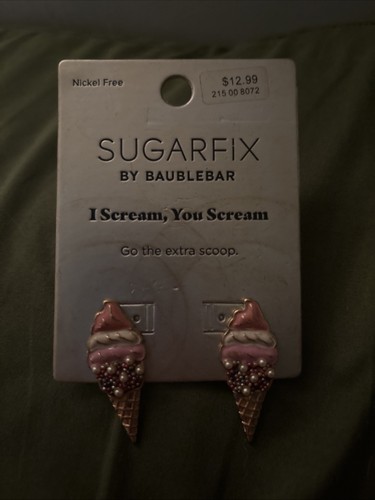 Nickel Free
$12.99
215 00 8072
SUGARFIX
BY BAUBLEBAR
I Scream, You Scream
Go the extra scoop.